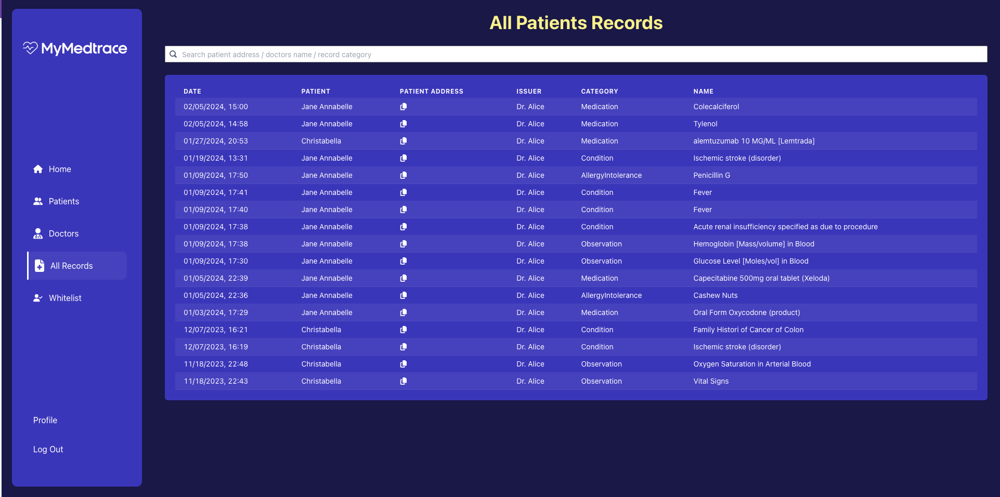 MyMedtrace
Home
Patients
Doctors
All Records
Whitelist
Profile
Log Out
All Patients Records
Search patient address / doctors name / record category
DATE PATIENT PATIENT ADDRESS ISSUER CATEGORY NAME
02/05/2024, 15:00 Jane Annabelle Dr. Alice Medication Colecalciferol
02/05/2024, 14:58 Jane Annabelle Dr. Alice Medication Tylenol
01/27/2024, 20:53 Christabella Dr. Alice Medication alemtuzumab 10 MG/ML [Lemtrada]
01/19/2024, 13:31 Jane Annabelle Dr. Alice Condition Ischemic stroke (disorder)
01/09/2024, 17:50 Jane Annabelle Dr. Alice AllergyIntolerance Penicillin G
01/09/2024, 17:41 Jane Annabelle Dr. Alice Condition Fever
01/09/2024, 17:40 Jane Annabelle Dr. Alice Condition Fever
01/09/2024, 17:38 Jane Annabelle Dr. Alice Condition Acute renal insufficiency specified as due to procedure
01/09/2024, 17:38 Jane Annabelle Dr. Alice Observation Hemoglobin [Mass/volume] in Blood
01/09/2024, 17:30 Jane Annabelle Dr. Alice Observation Glucose Level [Moles/vol] in Blood
01/05/2024, 22:39 Jane Annabelle Dr. Alice Medication Capecitabine 500mg oral tablet (Xeloda)
01/05/2024, 22:36 Jane Annabelle Dr. Alice AllergyIntolerance Cashew Nuts
01/03/2024, 17:29 Jane Annabelle Dr. Alice Medication Oral Form Oxycodone (product)
12/07/2023, 16:21 Christabella Dr. Alice Condition Family Histori of Cancer of Colon
12/07/2023, 16:19 Christabella Dr. Alice Condition Ischemic stroke (disorder)
11/18/2023, 22:48 Christabella Dr. Alice Observation Oxygen Saturation in Arterial Blood
11/18/2023, 22:43 Christabella Dr. Alice Observation Vital Signs